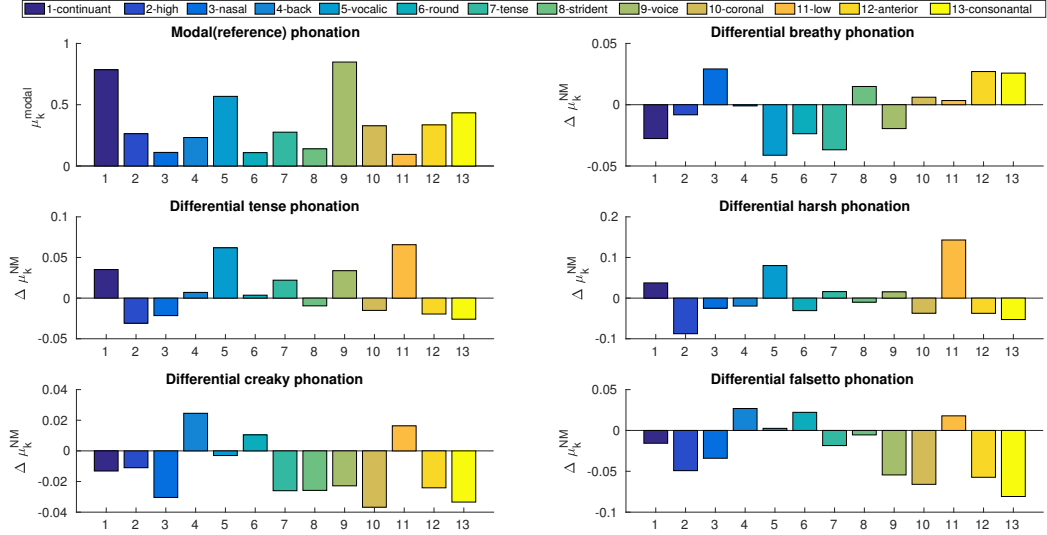 1-continuant 2-high 3-nasal 4-back 5-vocalic 6-round 7-tense 8-strident 9-voice 10-coronal 11-low 12-anterior 13-consonantal
Modal(reference) phonation
μ_k^modal
1
0.5
0
1 2 3 4 5 6 7 8 9 10 11 12 13
Differential breathy phonation
Δ μ_k^NM
0.05
0
-0.05
1 2 3 4 5 6 7 8 9 10 11 12 13
Differential tense phonation
Δ μ_k^NM
0.1
0.05
0
-0.05
1 2 3 4 5 6 7 8 9 10 11 12 13
Differential harsh phonation
Δ μ_k^NM
0.2
0.1
0
-0.1
1 2 3 4 5 6 7 8 9 10 11 12 13
Differential creaky phonation
Δ μ_k^NM
0.04
0.02
0
-0.02
-0.04
1 2 3 4 5 6 7 8 9 10 11 12 13
Differential falsetto phonation
Δ μ_k^NM
0.05
0
-0.05
-0.1
1 2 3 4 5 6 7 8 9 10 11 12 13